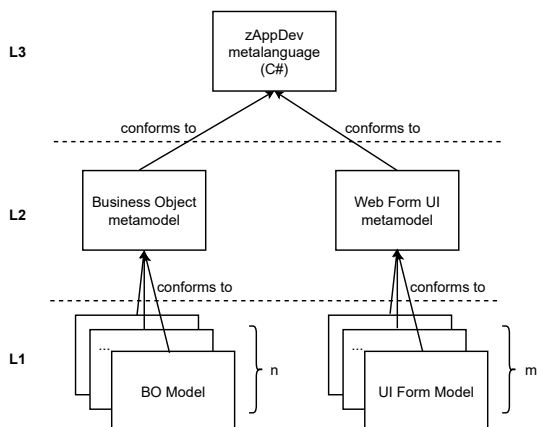 L3
zAppDev
metalanguage
(C#)
conforms to
conforms to
L2
Business Object
metamodel
Web Form UI
metamodel
conforms to
conforms to
L1
...
...
n
m
BO Model
UI Form Model